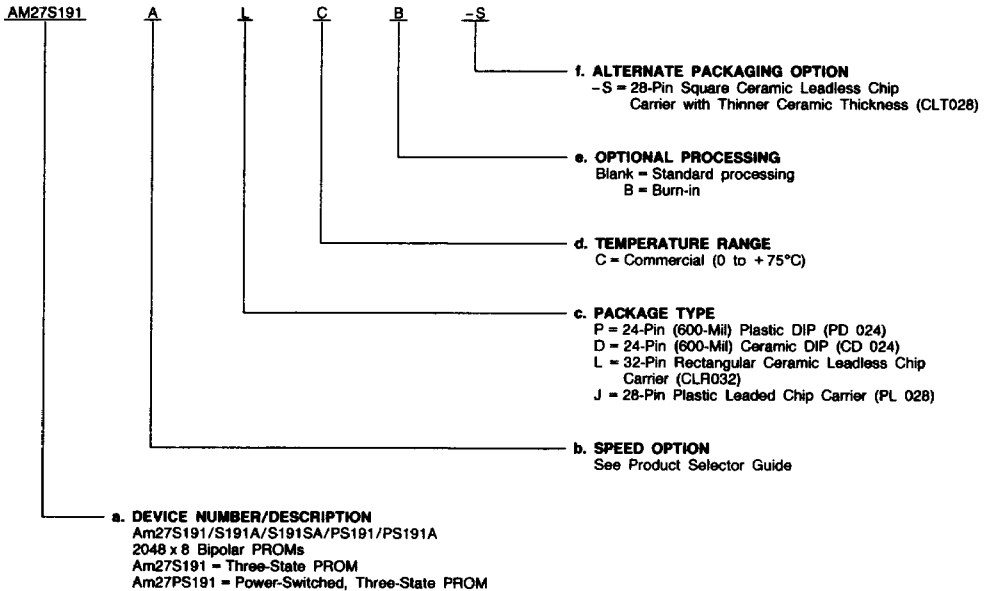 AM27S191 A L C B -S
f. ALTERNATE PACKAGING OPTION
-S = 28-Pin Square Ceramic Leadless Chip
Carrier with Thinner Ceramic Thickness (CLT028)
e. OPTIONAL PROCESSING
Blank = Standard processing
B = Burn-in
d. TEMPERATURE RANGE
C = Commercial (0 to +75°C)
c. PACKAGE TYPE
P = 24-Pin (600-Mil) Plastic DIP (PD 024)
D = 24-Pin (600-Mil) Ceramic DIP (CD 024)
L = 32-Pin Rectangular Ceramic Leadless Chip
Carrier (CLR032)
J = 28-Pin Plastic Leaded Chip Carrier (PL 028)
b. SPEED OPTION
See Product Selector Guide
a. DEVICE NUMBER/DESCRIPTION
Am27S191/S191A/S191SA/PS191/PS191A
2048 x 8 Bipolar PROMs
Am27S191 = Three-State PROM
Am27PS191 = Power-Switched, Three-State PROM